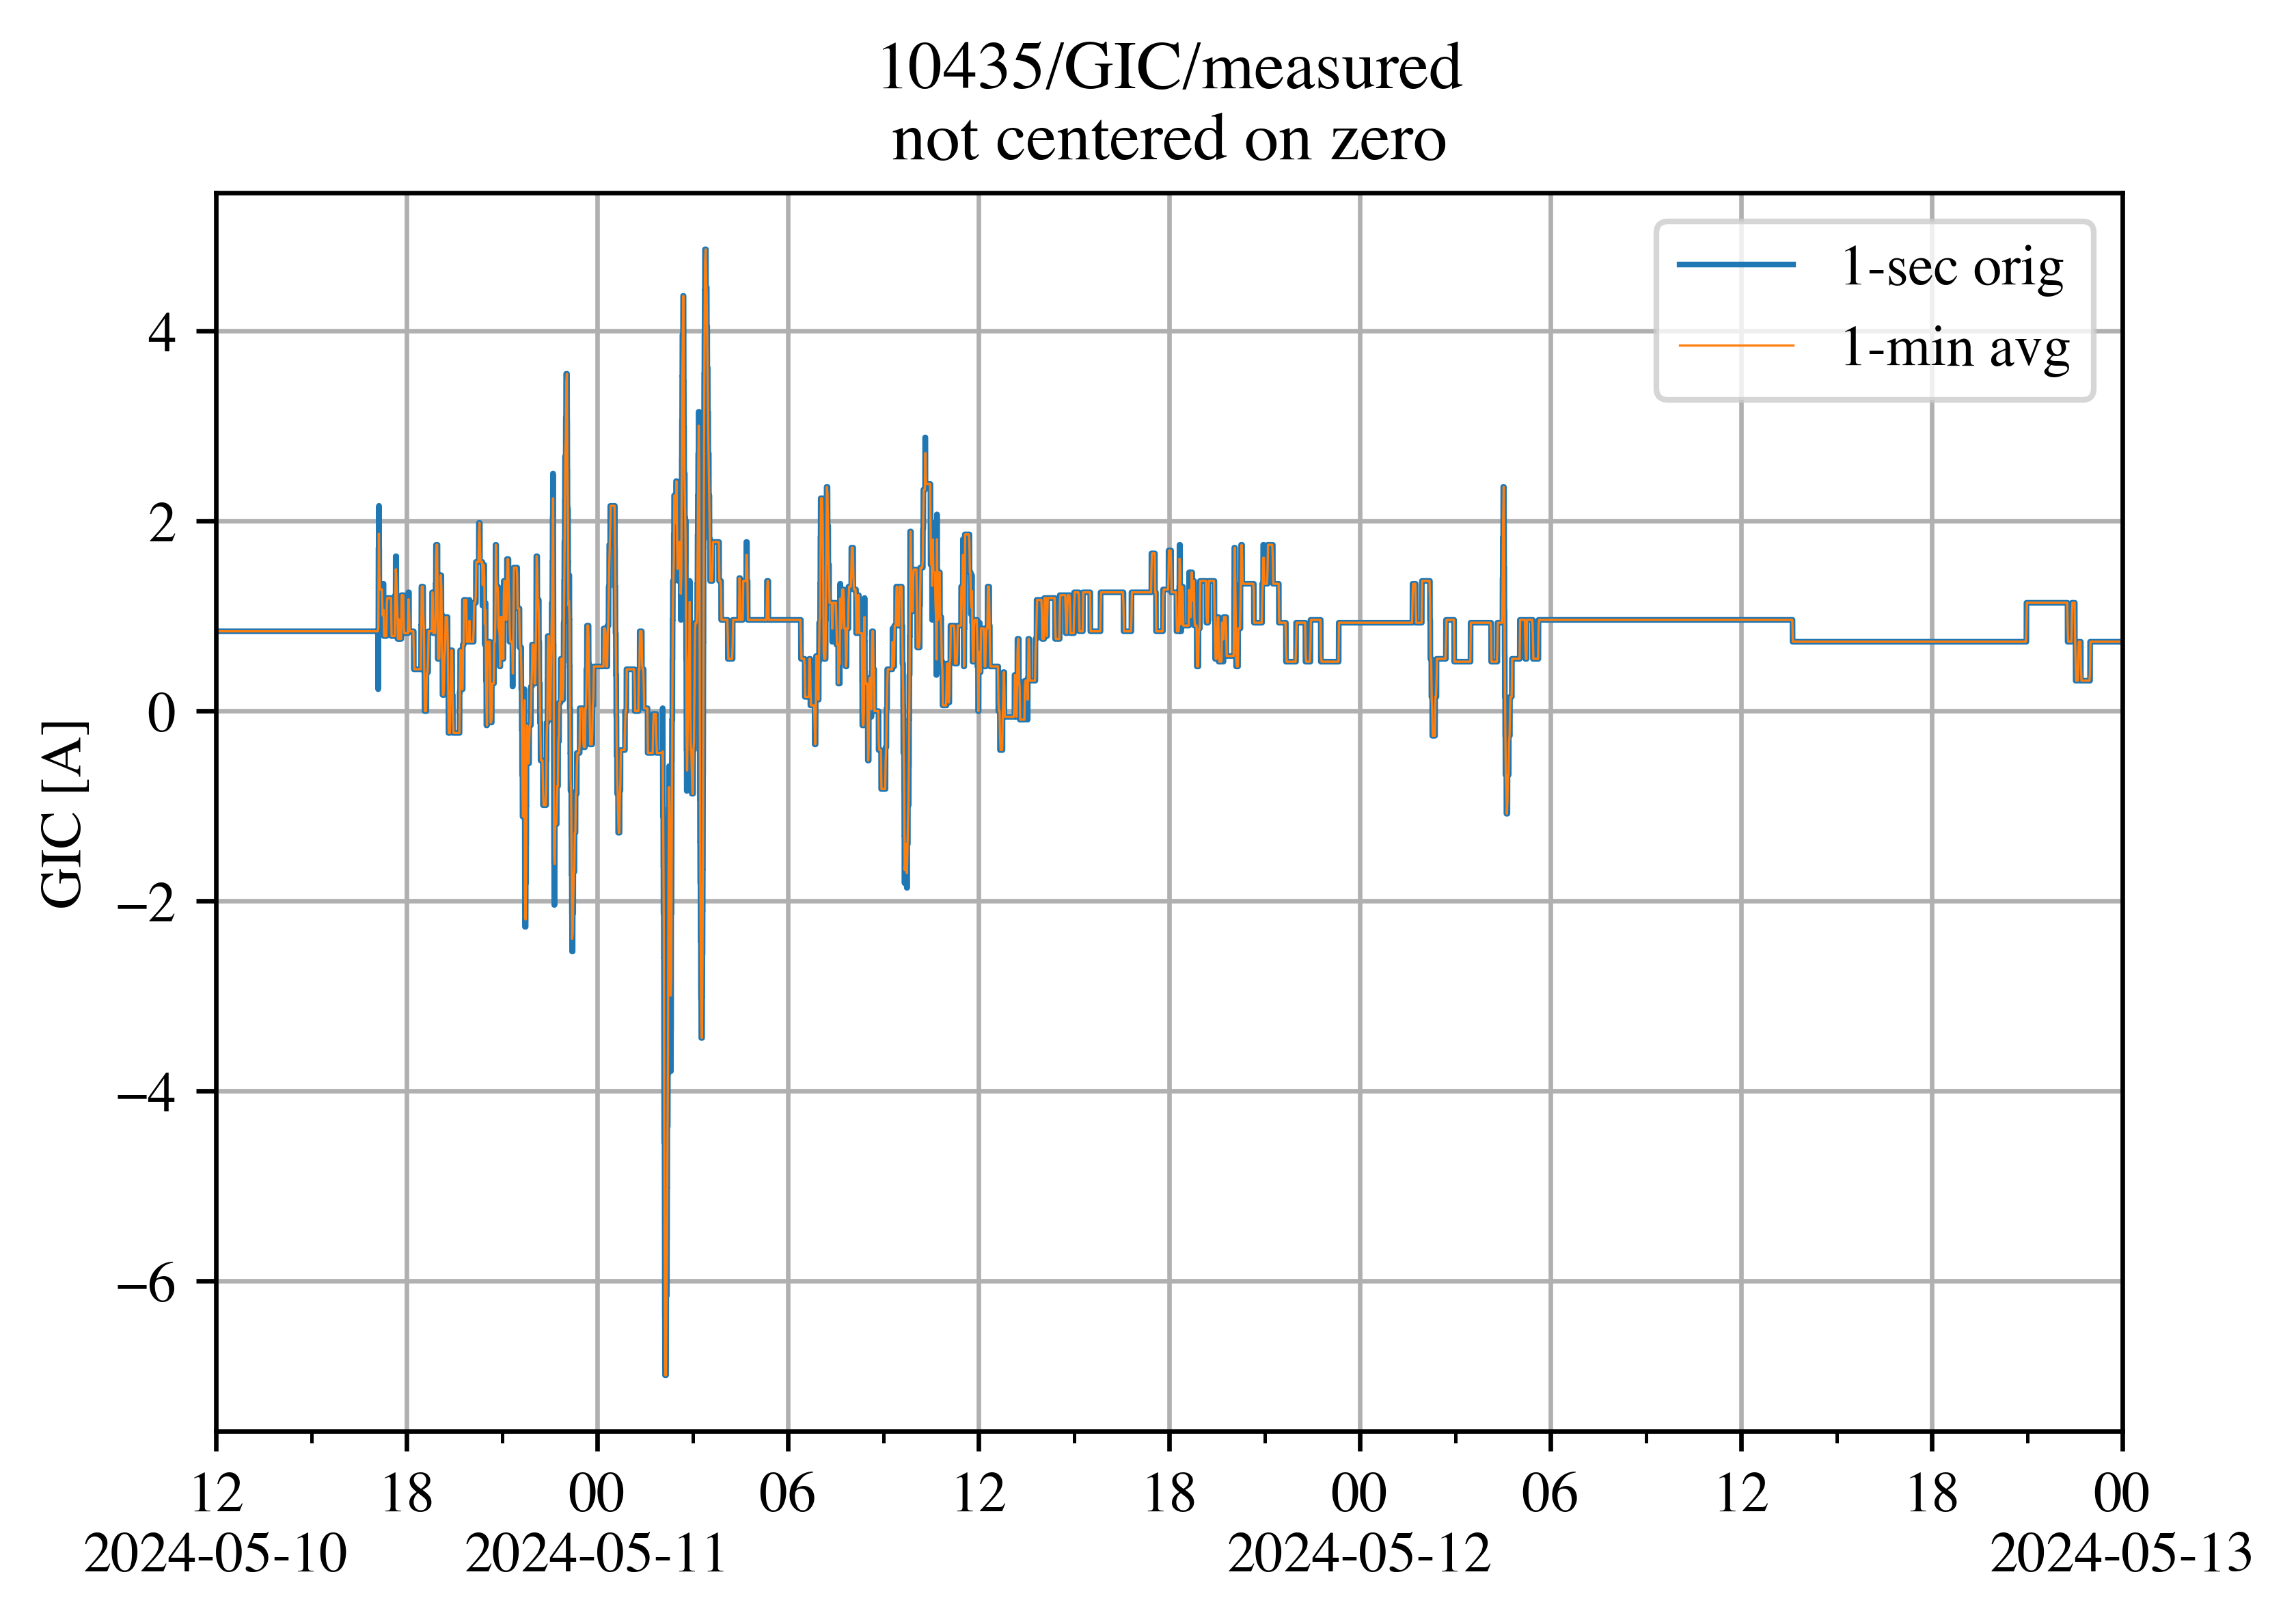 10435/GIC/measured
not centered on zero
1-sec orig
1-min avg
GIC [A]
4
2
0
−2
−4
−6
12 18 00 06 12 18 00 06 12 18 00
2024-05-10 2024-05-11 2024-05-12 2024-05-13